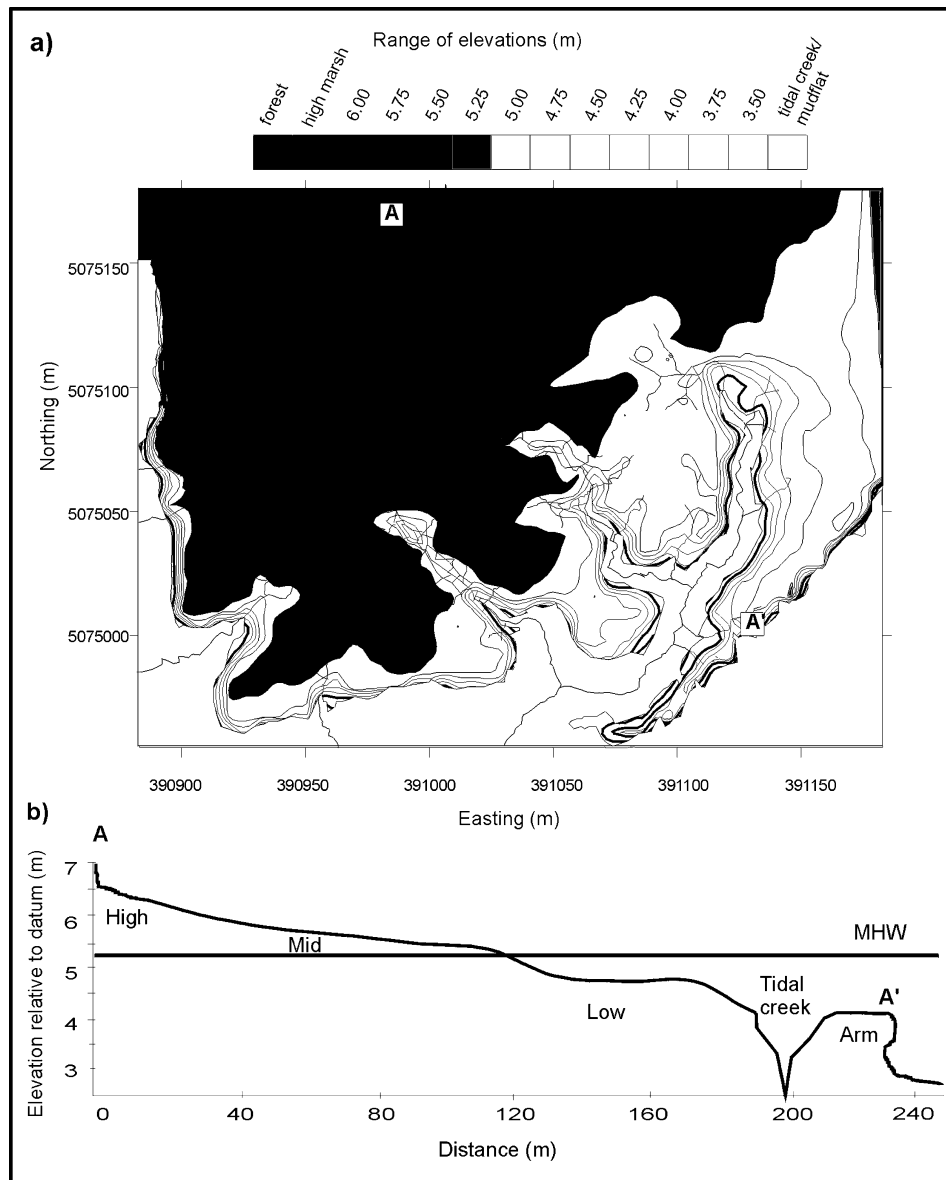 a)
Range of elevations (m)
forest
high marsh
6.00
5.75
5.50
5.25
5.00
4.75
4.50
4.25
4.00
3.75
3.50
tidal creek/
mudflat
A
5075150
5075100
5075050
5075000
Northing (m)
A'
390900 390950 391000 391050 391100 391150
Easting (m)
b)
A
7
6
5
4
3
Elevation relative to datum (m)
High
Mid
MHW
Low
Tidal
creek
A'
Arm
0 40 80 120 160 200 240
Distance (m)